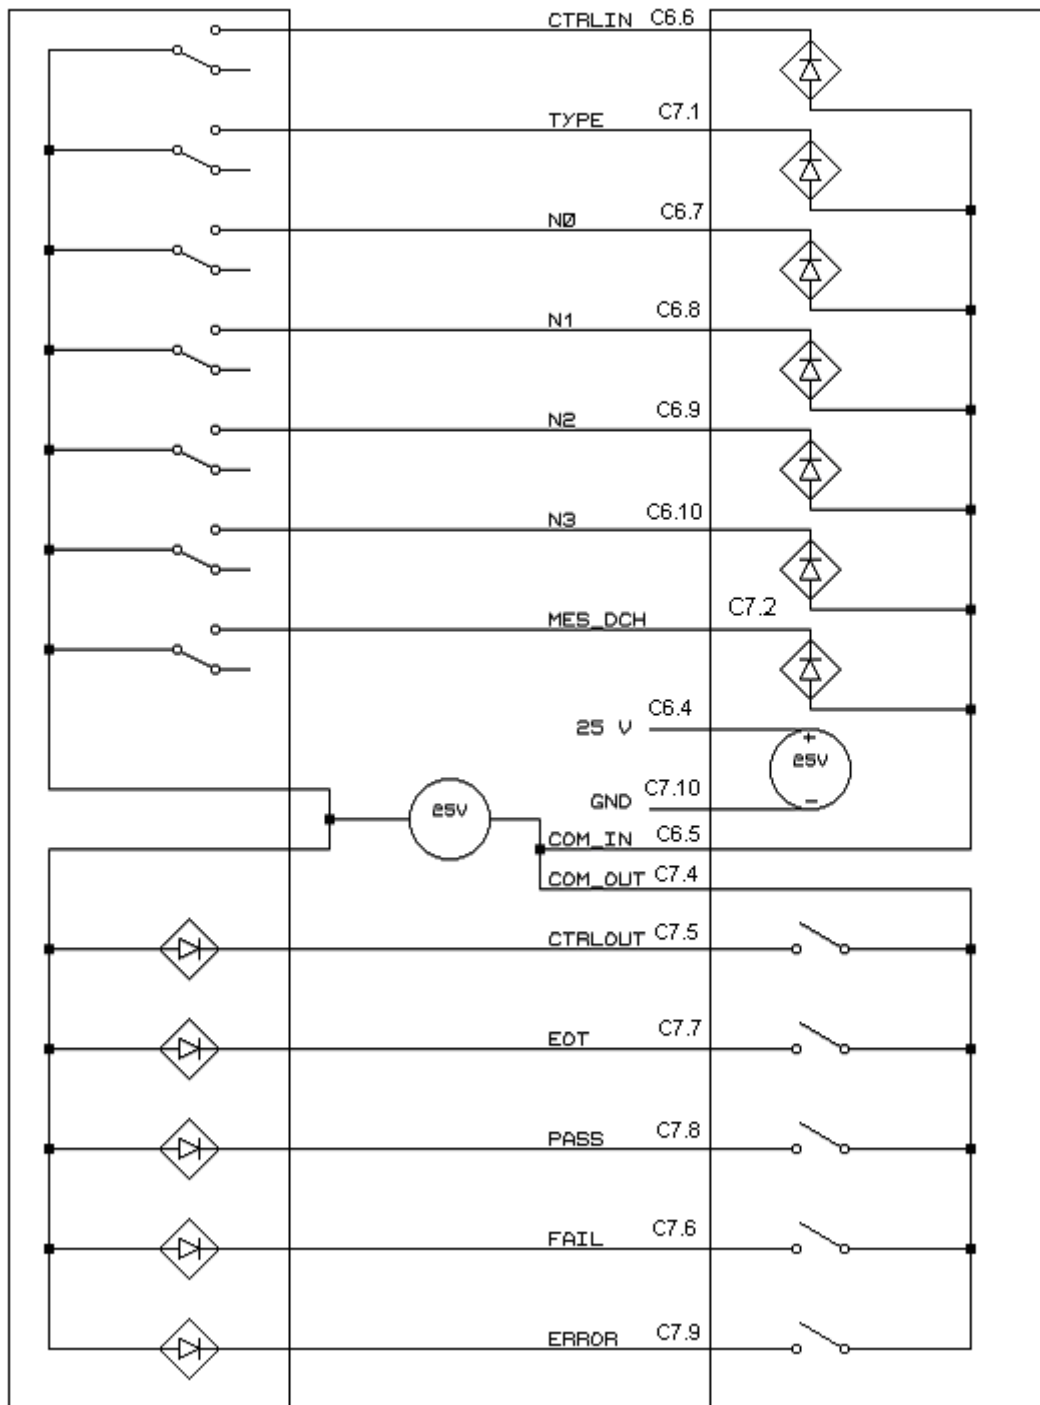 CTRLIN C6.6
TYPE C7.1
NØ C6.7
N1 C6.8
N2 C6.9
N3 C6.10
MES_DCH C7.2
25 V C6.4
+
25V
GND C7.10
-
25V
COM_IN C6.5
COM_OUT C7.4
CTRLOUT C7.5
EOT C7.7
PASS C7.8
FAIL C7.6
ERROR C7.9